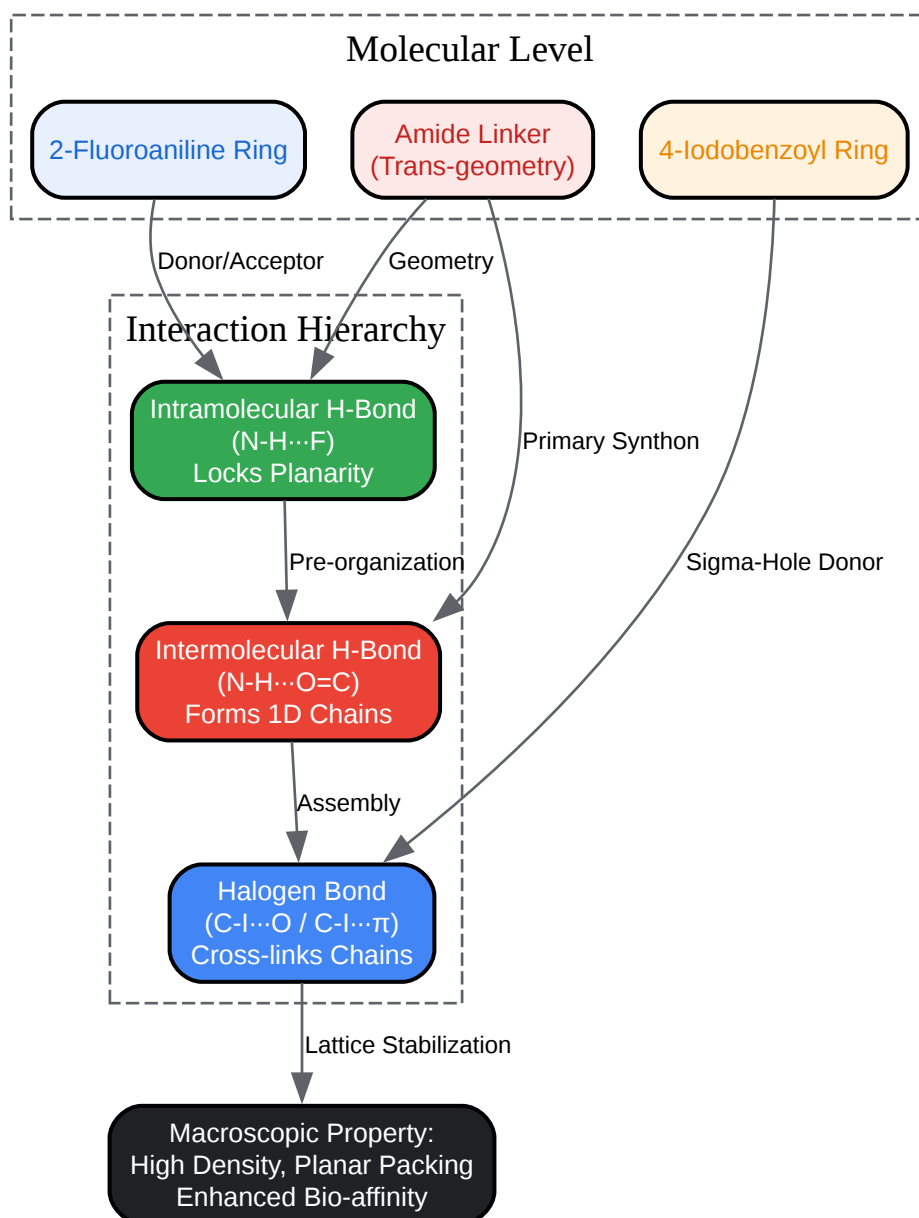 Molecular Level
2-Fluoroaniline Ring
Amide Linker
(Trans-geometry)
4-Iodobenzoyl Ring
Donor/Acceptor
Geometry
Interaction Hierarchy
Intramolecular H-Bond
(N-H···F)
Locks Planarity
Primary Synthon
Pre-organization
Sigma-Hole Donor
Intermolecular H-Bond
(N-H···O=C)
Forms 1D Chains
Assembly
Halogen Bond
(C-I···O / C-I···π)
Cross-links Chains
Lattice Stabilization
Macroscopic Property:
High Density, Planar Packing
Enhanced Bio-affinity